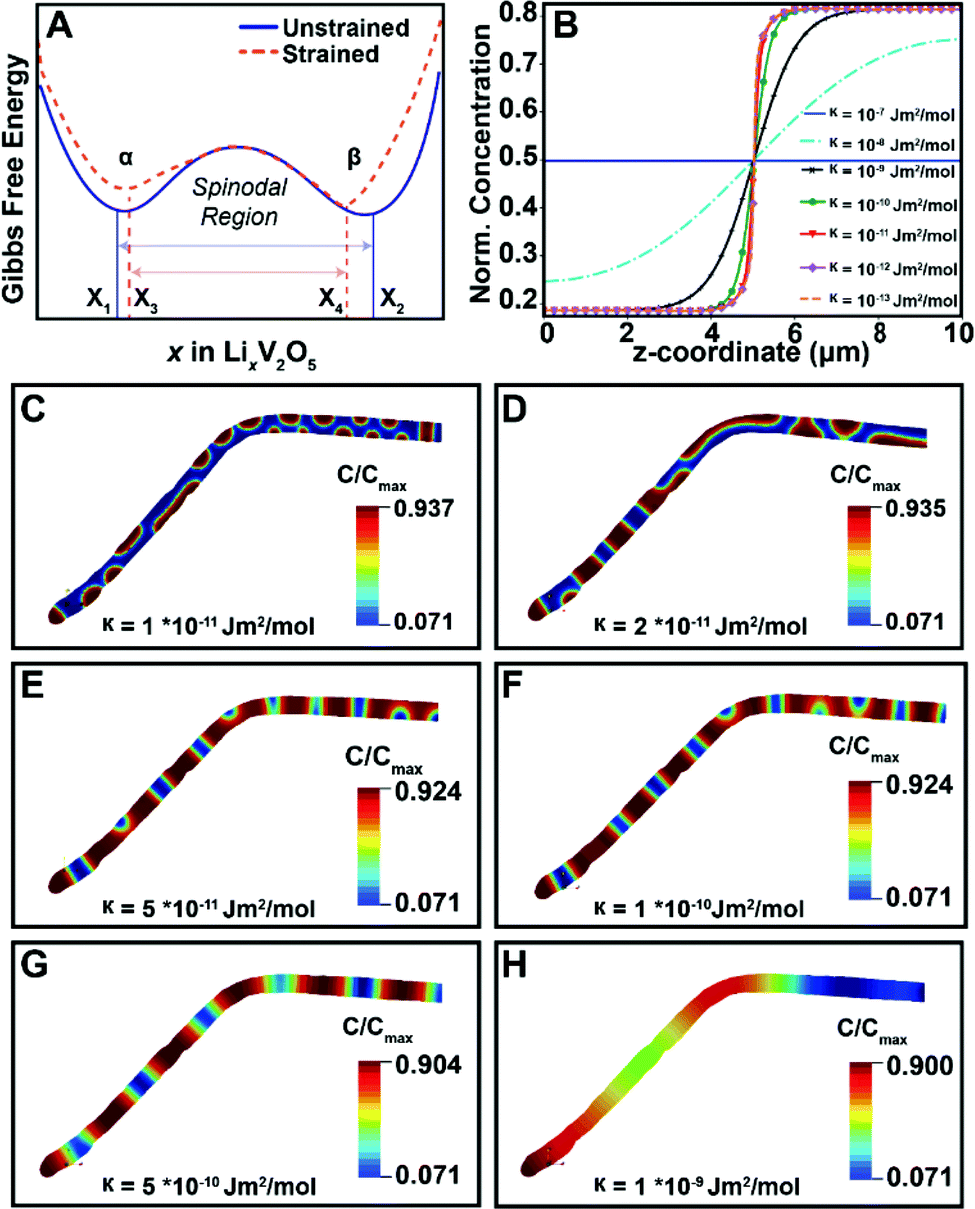 A
Unstrained
Strained
α
β
Spinodal
Region
X₁
X₃
X₄
X₂
Gibbs Free Energy
x in LiₓV₂O₅
B
0.8
0.7
0.6
0.5
0.4
0.3
0.2
Norm. Concentration
κ = 10⁻⁷ Jm²/mol
κ = 10⁻⁸ Jm²/mol
κ = 10⁻⁹ Jm²/mol
κ = 10⁻¹⁰ Jm²/mol
κ = 10⁻¹¹ Jm²/mol
κ = 10⁻¹² Jm²/mol
κ = 10⁻¹³ Jm²/mol
0 2 4 6 8 10
z-coordinate (μm)
C
C/Cmax
0.937
0.071
κ = 1 *10⁻¹¹ Jm²/mol
D
C/Cmax
0.935
0.071
κ = 2 *10⁻¹¹ Jm²/mol
E
C/Cmax
0.924
0.071
κ = 5 *10⁻¹¹ Jm²/mol
F
C/Cmax
0.924
0.071
κ = 1 *10⁻¹⁰Jm²/mol
G
C/Cmax
0.904
0.071
κ = 5 *10⁻¹⁰ Jm²/mol
H
C/Cmax
0.900
0.071
κ = 1 *10⁻⁹ Jm²/mol